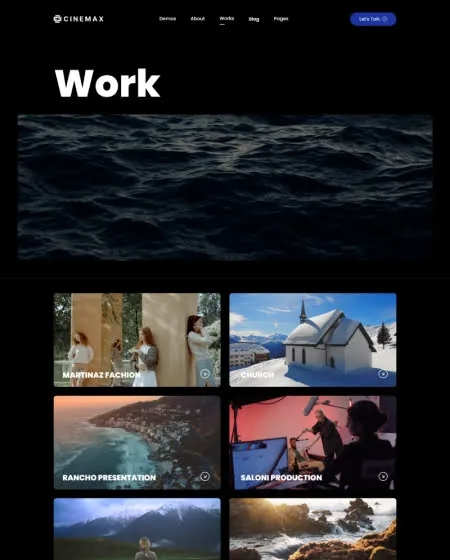 CINEMAX
Demos About Works Blog Pages
Let's Talk
Work
MARTINAZ FACHION
CHURCH
RANCHO PRESENTATION
SALONI PRODUCTION